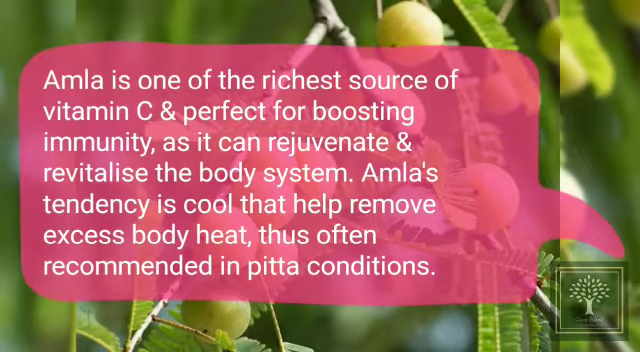 Amla is one of the richest source of
vitamin C & perfect for boosting
immunity, as it can rejuvenate &
revitalise the body system. Amla's
tendency is cool that help remove
excess body heat, thus often
recommended in pitta conditions.